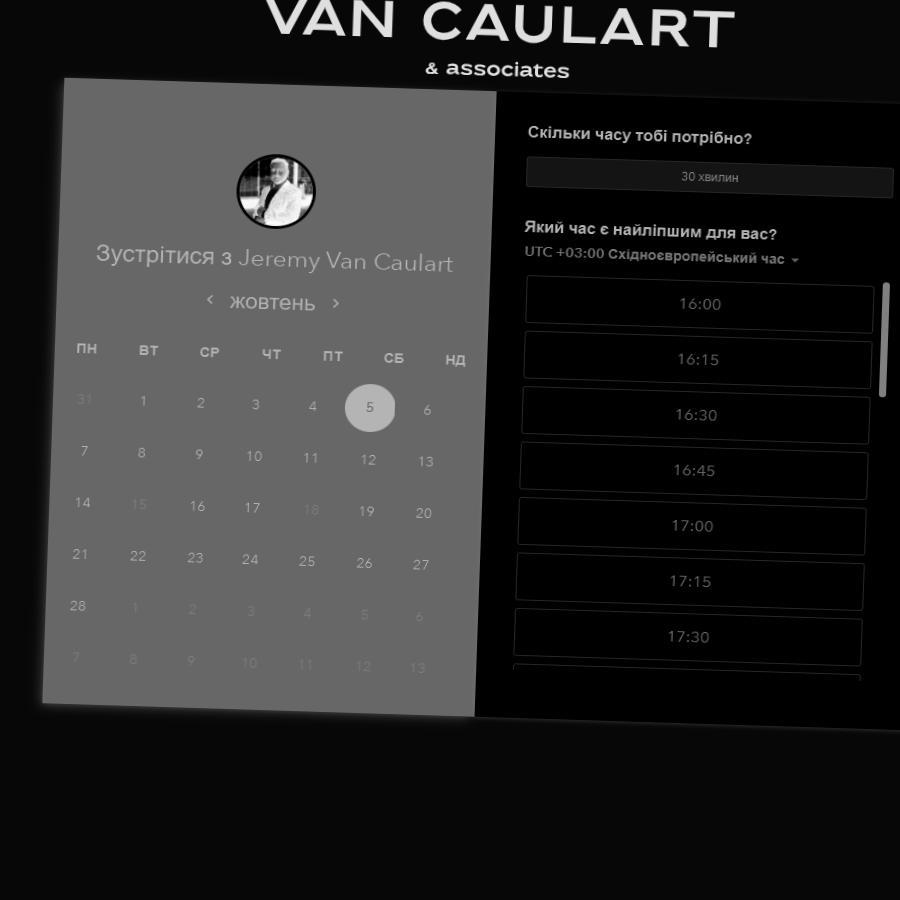 VAN CAULART
& associates
Зустрітися з Jeremy Van Caulart
жовтень
ПН ВТ СР ЧТ ПТ СБ НД
31 1 2 3 4 5 6
7 8 9 10 11 12 13
14 15 16 17 18 19 20
21 22 23 24 25 26 27
28 1 2 3 4 5 6
7 8 9 10 11 12 13
Скільки часу тобі потрібно?
30 хвилин
Який час є найліпшим для вас?
UTC +03:00 Східноєвропейський час
16:00
16:15
16:30
16:45
17:00
17:15
17:30